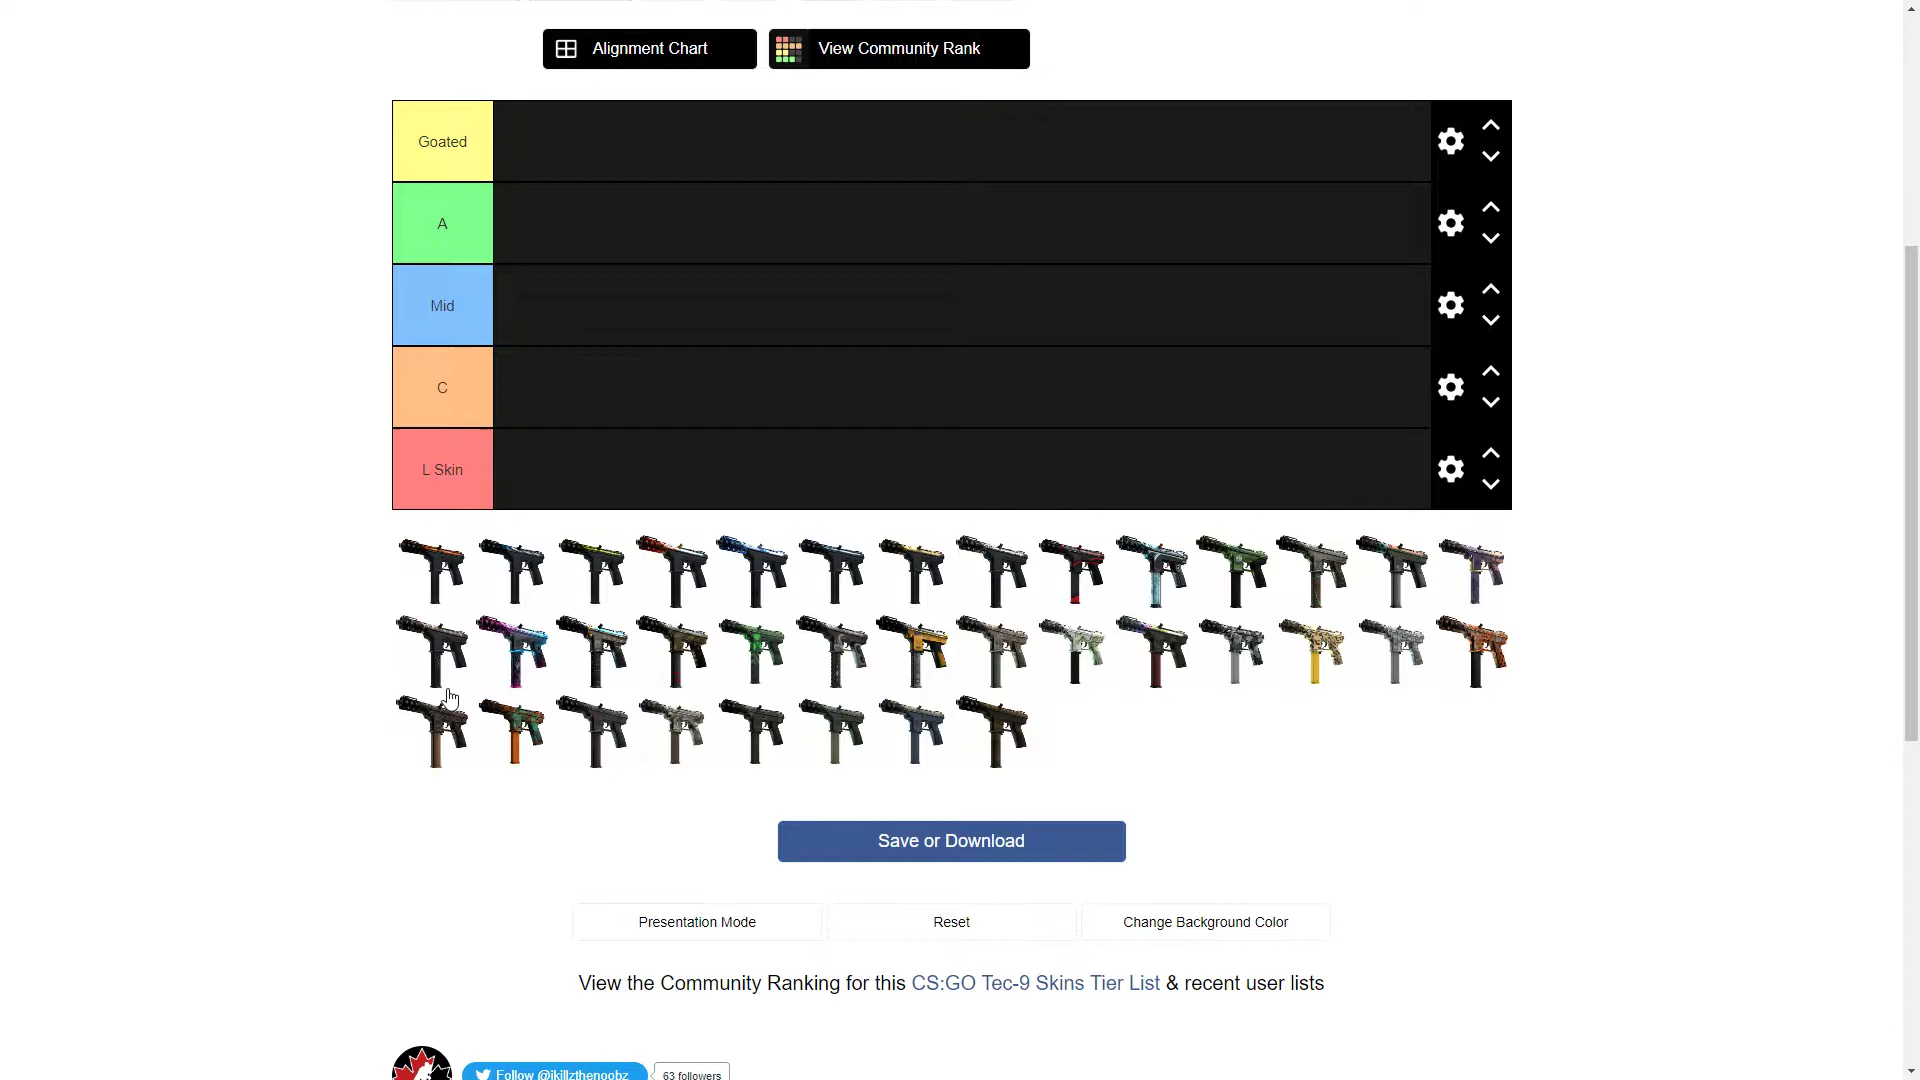 Alignment Chart
View Community Rank
Goated
A
Mid
C
L Skin
Save or Download
Presentation Mode
Reset
Change Background Color
View the Community Ranking for this CS:GO Tec-9 Skins Tier List & recent user lists
Follow @ikillzthenoobz
63 followers